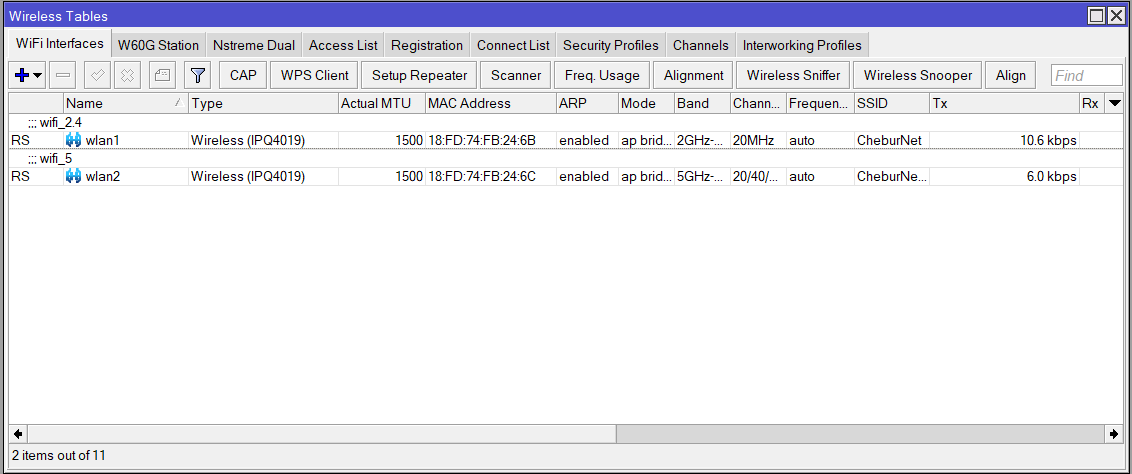 Wireless Tables
WiFi Interfaces W60G Station Nstreme Dual Access List Registration Connect List Security Profiles Channels Interworking Profiles
CAP WPS Client Setup Repeater Scanner Freq. Usage Alignment Wireless Sniffer Wireless Snooper Align Find
Name Type Actual MTU MAC Address ARP Mode Band Chann... Frequen... SSID Tx Rx
;;; wifi_2.4
RS wlan1 Wireless (IPQ4019) 1500 18:FD:74:FB:24:6B enabled ap brid... 2GHz-... 20MHz auto CheburNet 10.6 kbps
;;; wifi_5
RS wlan2 Wireless (IPQ4019) 1500 18:FD:74:FB:24:6C enabled ap brid... 5GHz-... 20/40/... auto CheburNe... 6.0 kbps
2 items out of 11